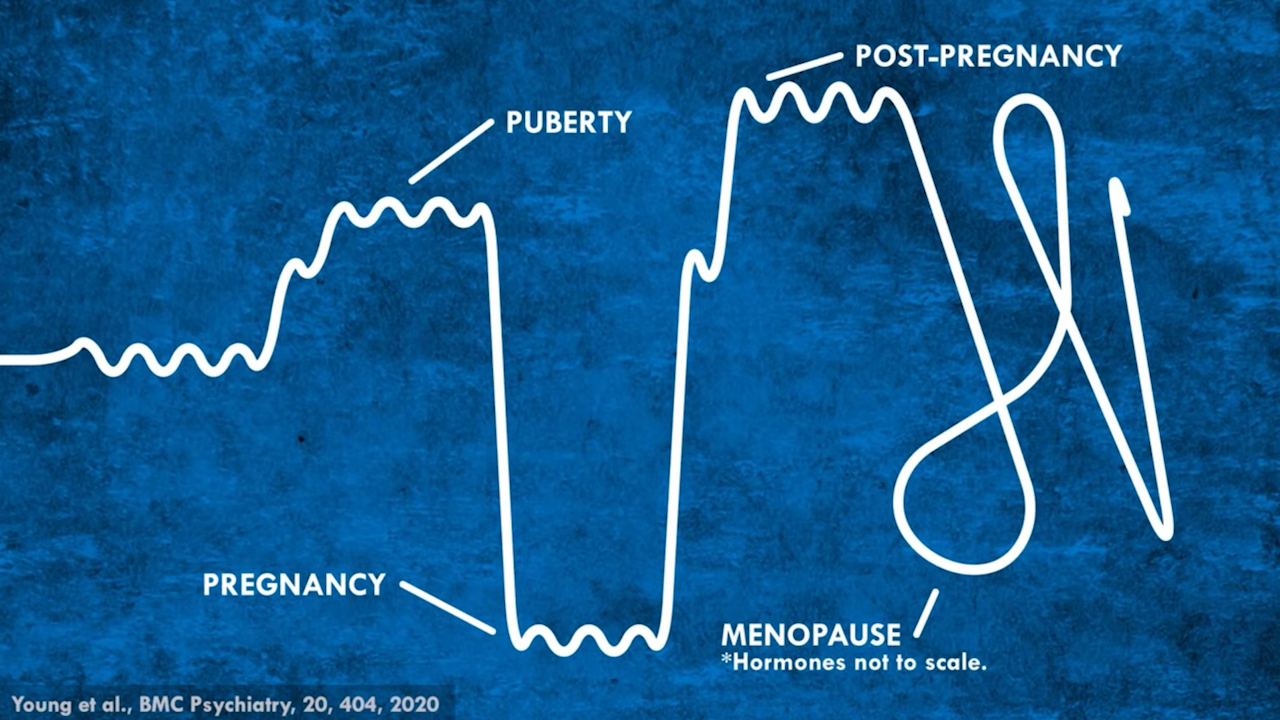 POST-PREGNANCY
PUBERTY
PREGNANCY
MENOPAUSE
*Hormones not to scale.
Young et al., BMC Psychiatry, 20, 404, 2020